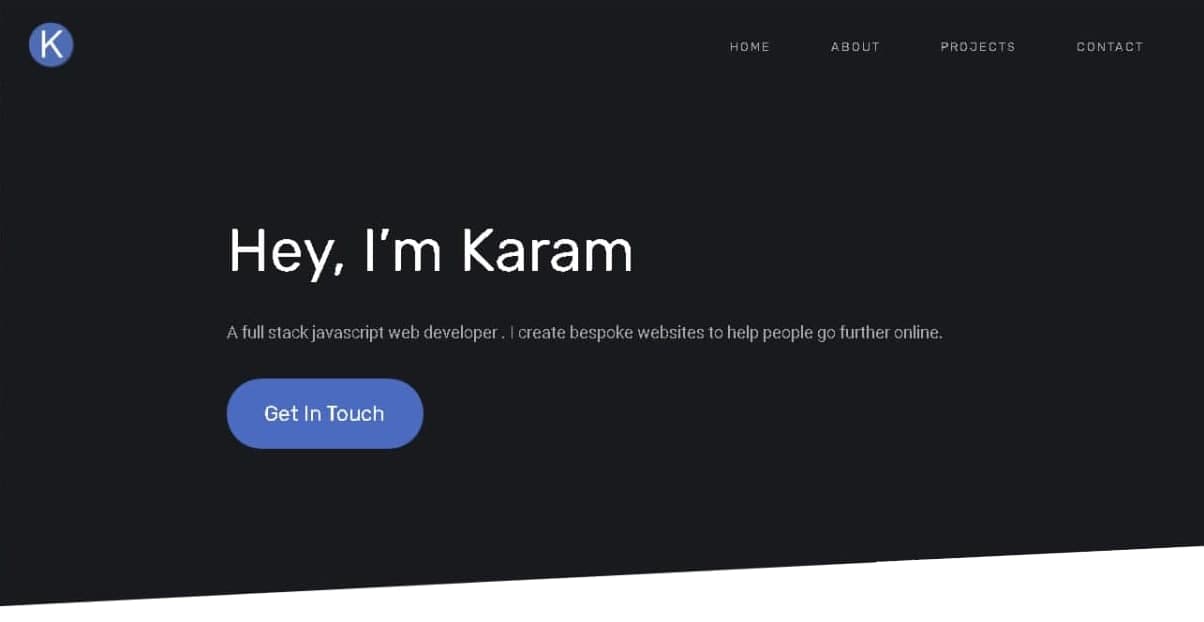 K
HOME ABOUT PROJECTS CONTACT
Hey, I’m Karam
A full stack javascript web developer . I create bespoke websites to help people go further online.
Get In Touch